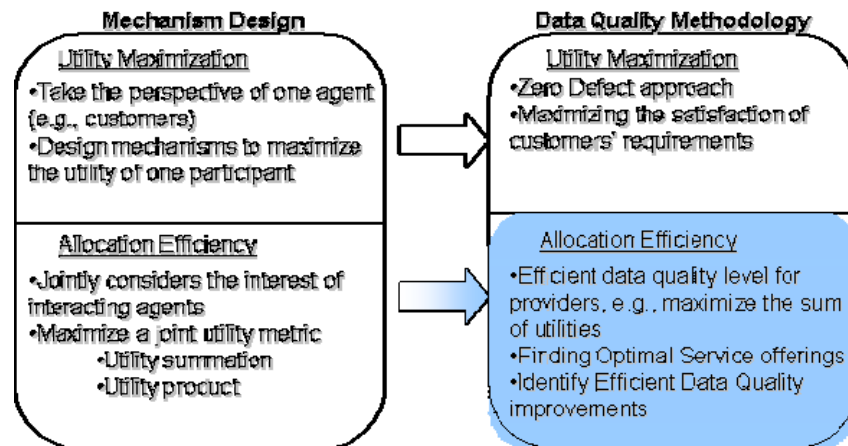 Mechanism Design
Utility Maximization
•Take the perspective of one agent
(e.g., customers)
•Design mechanisms to maximize
the utility of one participant
Allocation Efficiency
•Jointly considers the interest of
interacting agents
•Maximize a joint utility metric
•Utility summation
•Utility product
Data Quality Methodology
Utility Maximization
•Zero Defect approach
•Maximizing the satisfaction of
customers' requirements
Allocation Efficiency
•Efficient data quality level for
providers, e.g., maximize the sum
of utilities
•Finding Optimal Service offerings
•Identify Efficient Data Quality
improvements